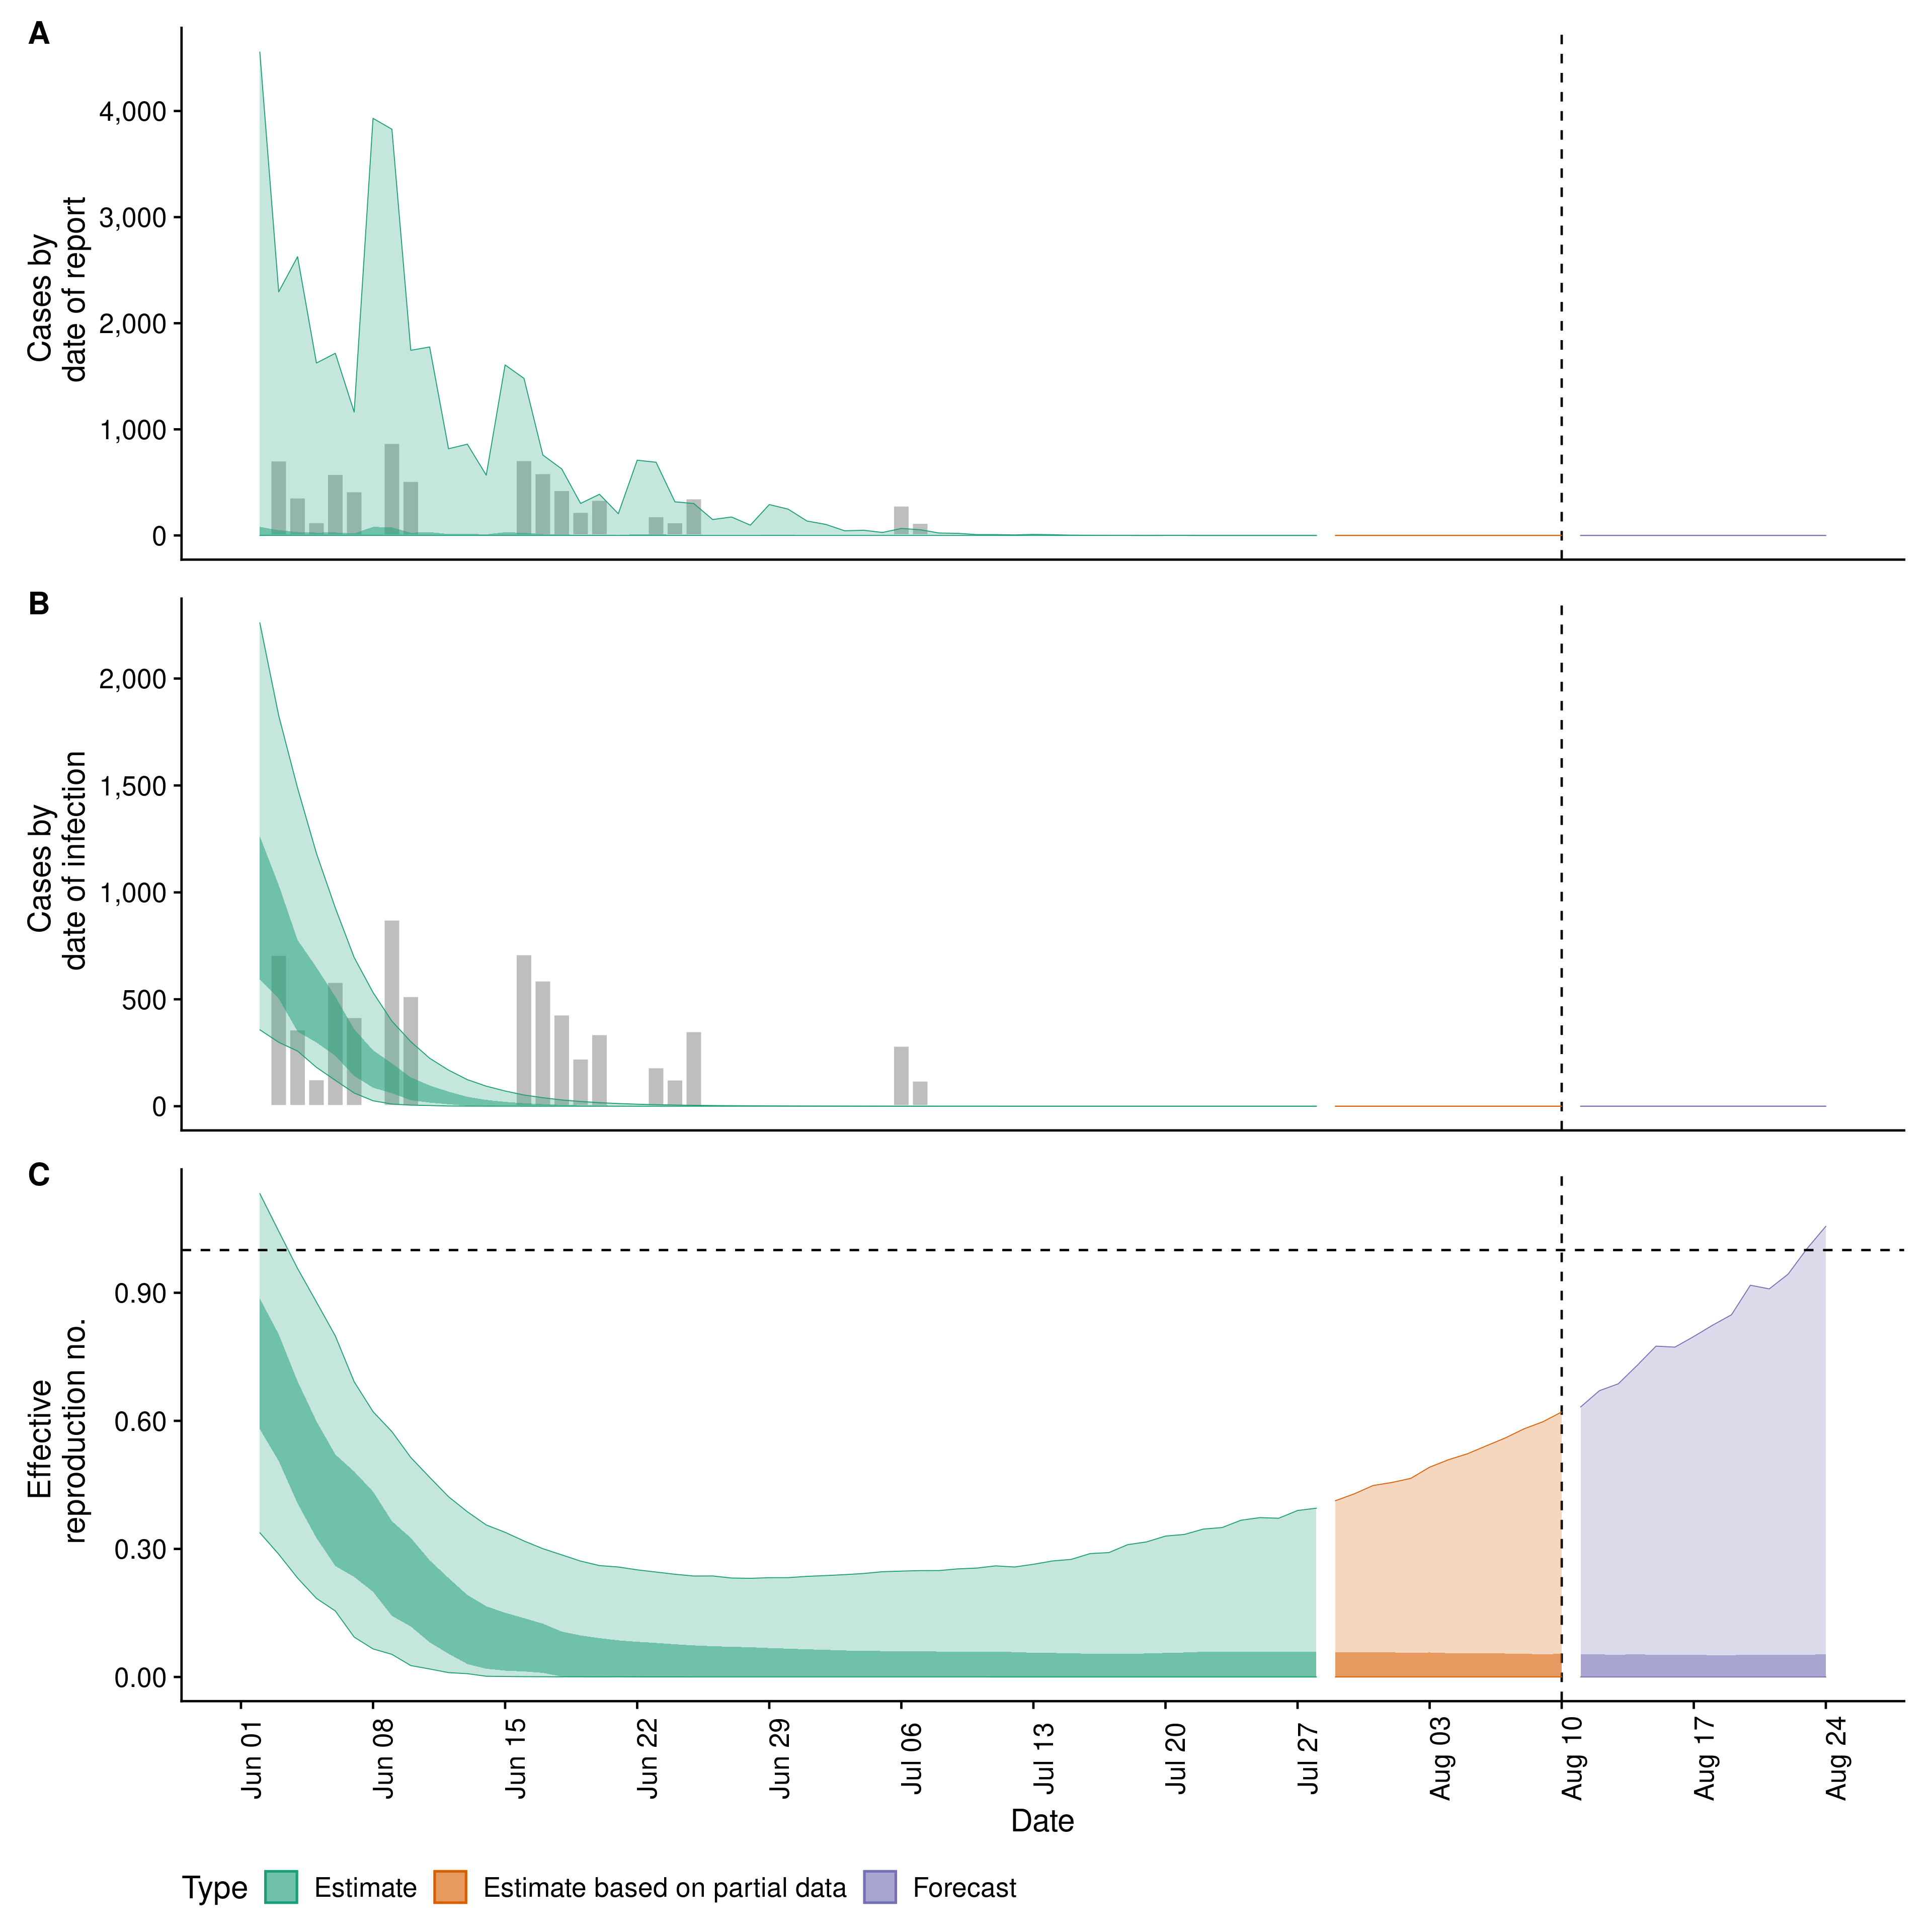 A
4,000
3,000
2,000
1,000
0
Cases by
date of report
B
2,000
1,500
1,000
500
0
Cases by
date of infection
C
0.90
0.60
0.30
0.00
Effective
reproduction no.
Jun 01
Jun 08
Jun 15
Jun 22
Jun 29
Jul 06
Jul 13
Jul 20
Jul 27
Aug 03
Aug 10
Aug 17
Aug 24
Date
Type Estimate Estimate based on partial data Forecast